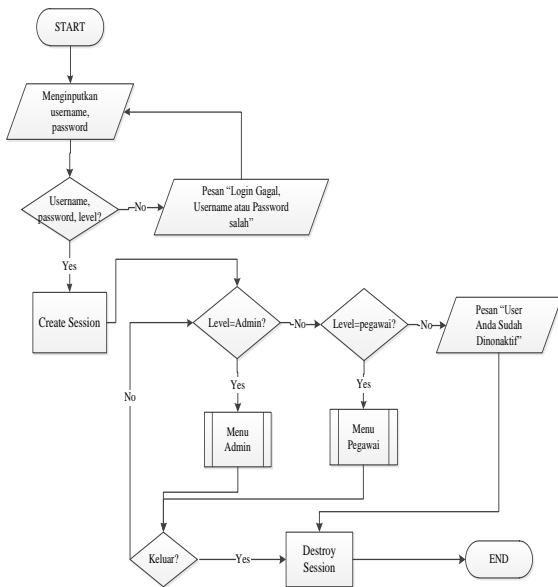 START
Menginputkan
username,
password
Username,
password, level?
No
Pesan “Login Gagal,
Username atau Password
salah”
Yes
Create Session
Level=Admin?
No
Level=pegawai?
No
Pesan “User
Anda Sudah
Dinonaktif”
Yes
Yes
No
Menu
Admin
Menu
Pegawai
Keluar?
Yes
Destroy
Session
END